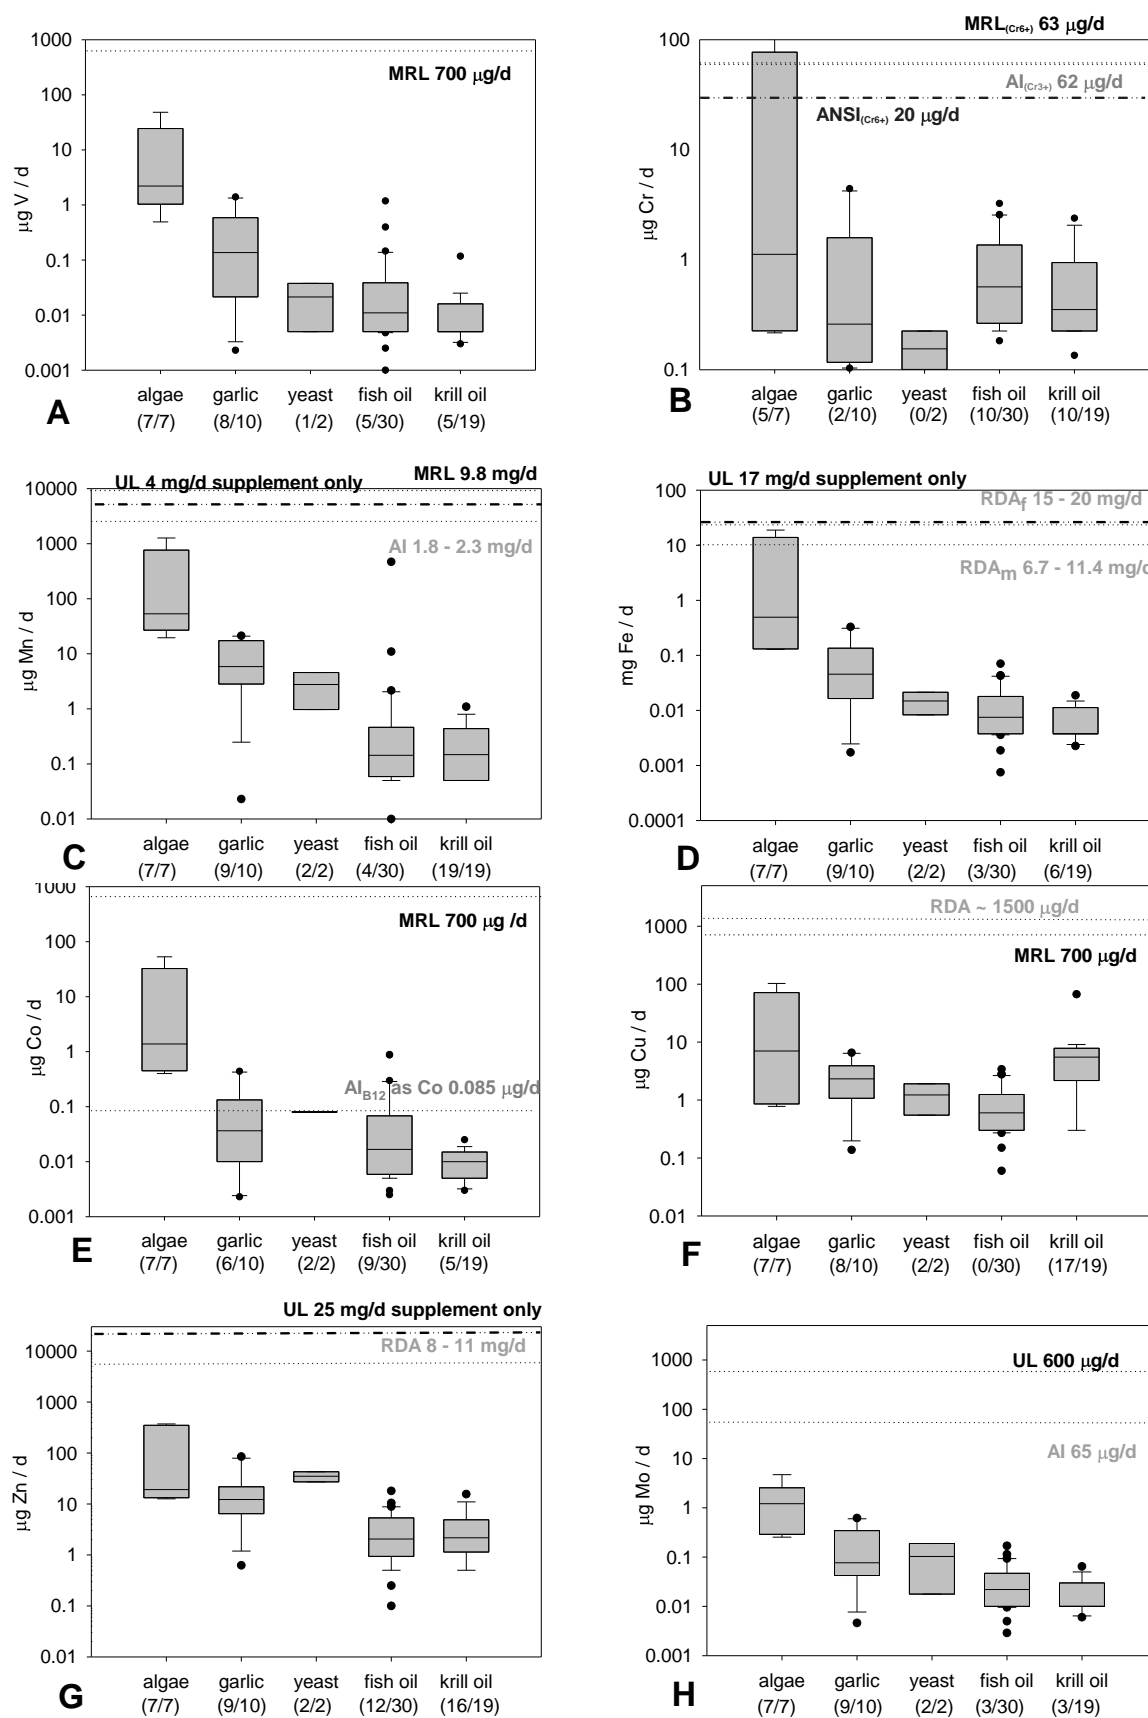 MRL 700 μg/d
1000
100
10
1
0.1
0.01
0.001
μg V / d
algae garlic yeast fish oil krill oil
(7/7) (8/10) (1/2) (5/30) (5/19)
A
MRL(Cr6+) 63 μg/d
AI(Cr3+) 62 μg/d
ANSI(Cr6+) 20 μg/d
100
10
1
0.1
μg Cr / d
algae garlic yeast fish oil krill oil
(5/7) (2/10) (0/2) (10/30) (10/19)
B
UL 4 mg/d supplement only MRL 9.8 mg/d
AI 1.8 - 2.3 mg/d
10000
1000
100
10
1
0.1
0.01
μg Mn / d
algae garlic yeast fish oil krill oil
(7/7) (9/10) (2/2) (4/30) (19/19)
C
UL 17 mg/d supplement only
RDAf 15 - 20 mg/d
RDAm 6.7 - 11.4 mg/d
100
10
1
0.1
0.01
0.001
0.0001
mg Fe / d
algae garlic yeast fish oil krill oil
(7/7) (9/10) (2/2) (3/30) (6/19)
D
1000
100
10
1
0.1
0.01
0.001
MRL 700 μg /d
AIB12 as Co 0.085 μg/d
μg Co / d
algae garlic yeast fish oil krill oil
(7/7) (6/10) (2/2) (9/30) (5/19)
E
RDA ~ 1500 μg/d
MRL 700 μg/d
1000
100
10
1
0.1
0.01
μg Cu / d
algae garlic yeast fish oil krill oil
(7/7) (8/10) (2/2) (0/30) (17/19)
F
UL 25 mg/d supplement only
RDA 8 - 11 mg/d
10000
1000
100
10
1
0.1
0.01
μg Zn / d
algae garlic yeast fish oil krill oil
(7/7) (9/10) (2/2) (12/30) (16/19)
G
UL 600 μg/d
AI 65 μg/d
1000
100
10
1
0.1
0.01
0.001
μg Mo / d
algae garlic yeast fish oil krill oil
(7/7) (9/10) (2/2) (3/30) (3/19)
H